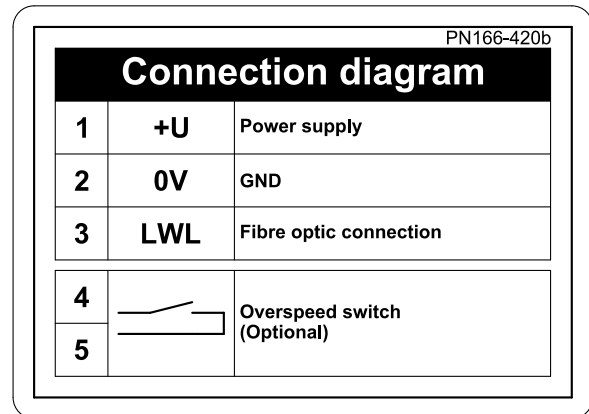 PN166-420b
Connection diagram
1 +U Power supply
2 0V GND
3 LWL Fibre optic connection
4
5
Overspeed switch
(Optional)